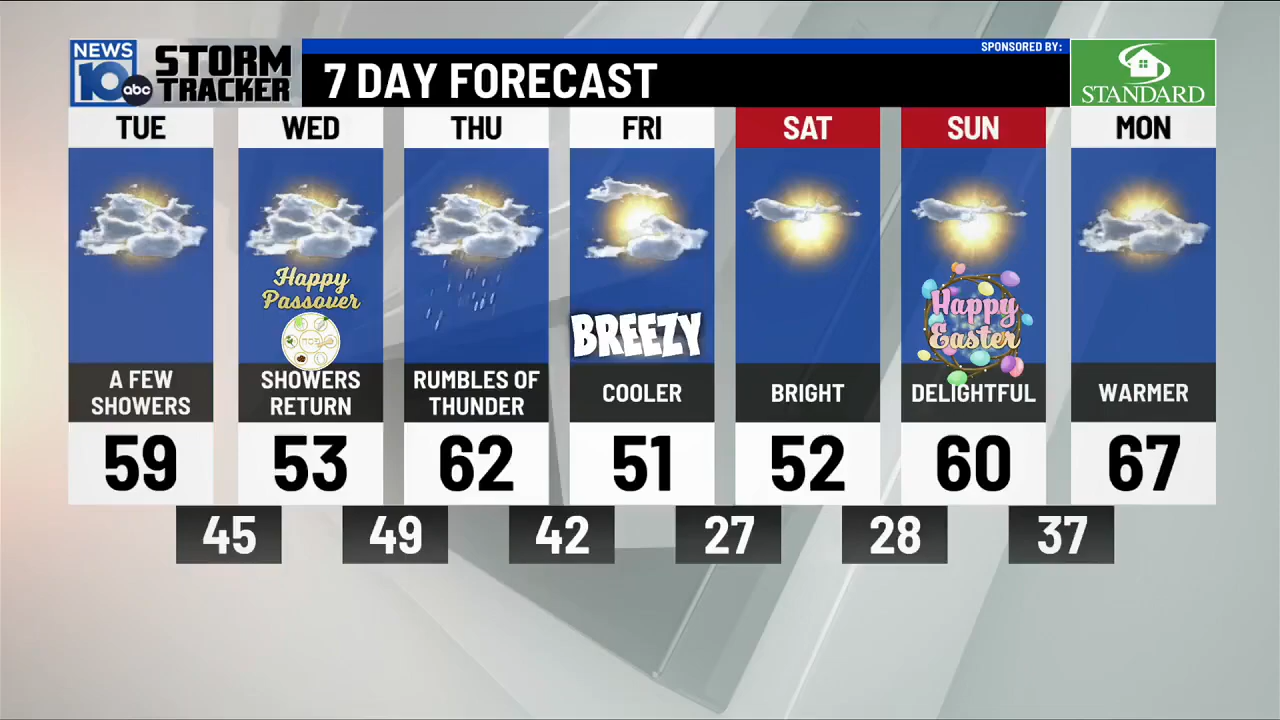 NEWS
10
abc
STORM
TRACKER
7 DAY FORECAST
SPONSORED BY:
STANDARD
TUE
WED
THU
FRI
SAT
SUN
MON
Happy
Passover
BREEZY
Happy
Easter
A FEW
SHOWERS
SHOWERS
RETURN
RUMBLES OF
THUNDER
COOLER
BRIGHT
DELIGHTFUL
WARMER
59
53
62
51
52
60
67
45
49
42
27
28
37